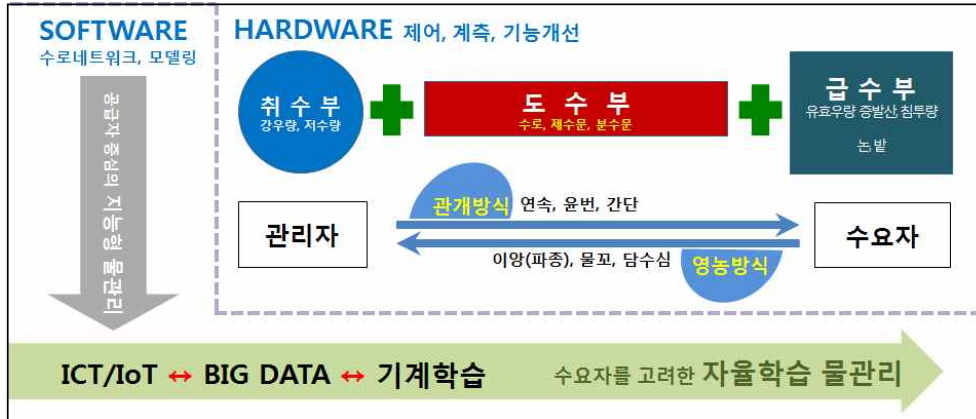 SOFTWARE
수로네트워크, 모델링
공급자 중심의 지능형 물관리
HARDWARE 제어, 계측, 기능개선
취수부
강우량, 저수량
도 수 부
수로, 제수문, 분수문
급 수 부
유효우량 증발산, 침투량
논,밭
관리자
관개방식 연속, 윤번, 간단
이앙(파종), 물꼬, 담수심 영농방식
수요자
ICT/IoT ↔ BIG DATA ↔ 기계학습 수요자를 고려한 자율학습 물관리